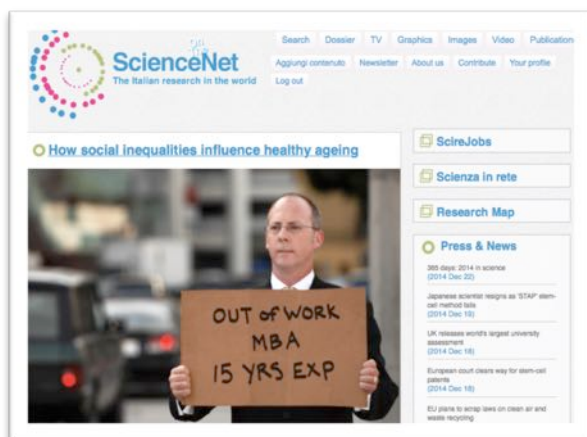 on
ScienceNet
The Italian research in the world
Search Dossier TV Graphics Images Video Publication
Aggiungi contenuto Newsletter About us Contribute Your profile
Log out
How social inequalities influence healthy ageing
OUT of WORK
MBA
15 YRS EXP
ScireJobs
Scienza in rete
Research Map
Press & News
365 days: 2014 in science
(2014 Dec 22)
Japanese scientist resigns as 'STAP' stem-
cell method fails
(2014 Dec 19)
UK releases world's largest university
assessment
(2014 Dec 18)
European court clears way for stem-cell
patents
(2014 Dec 18)
EU plans to scrap laws on clean air and
waste recycling